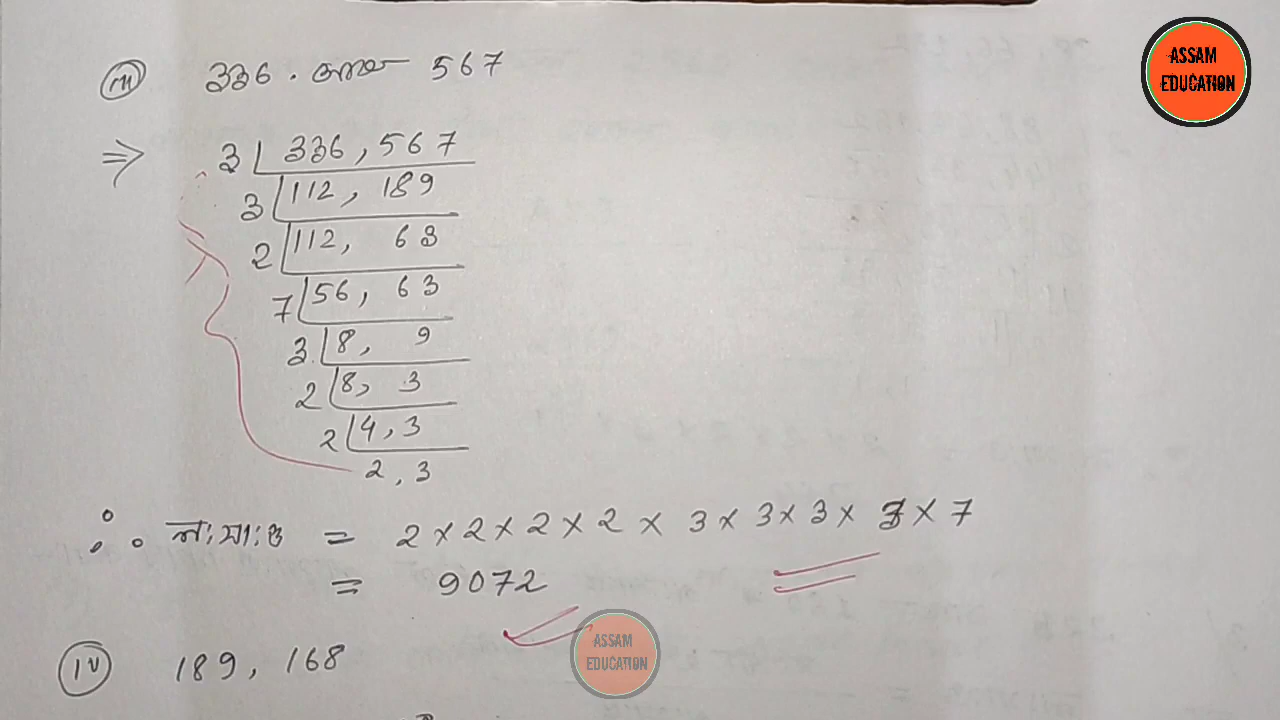 ASSAM
EDUCATION
(iii) 336. আৰু 567
⇒ 3 | 336, 567
3 | 112, 189
2 | 112, 63
7 | 56, 63
3 | 8, 9
2 | 8, 3
2 | 4, 3
2, 3
∴ ল:সা:গু = 2 × 2 × 2 × 2 × 3 × 3 × 3 × 3 × 7
= 9072
ASSAM
EDUCATION
(iv) 189, 168